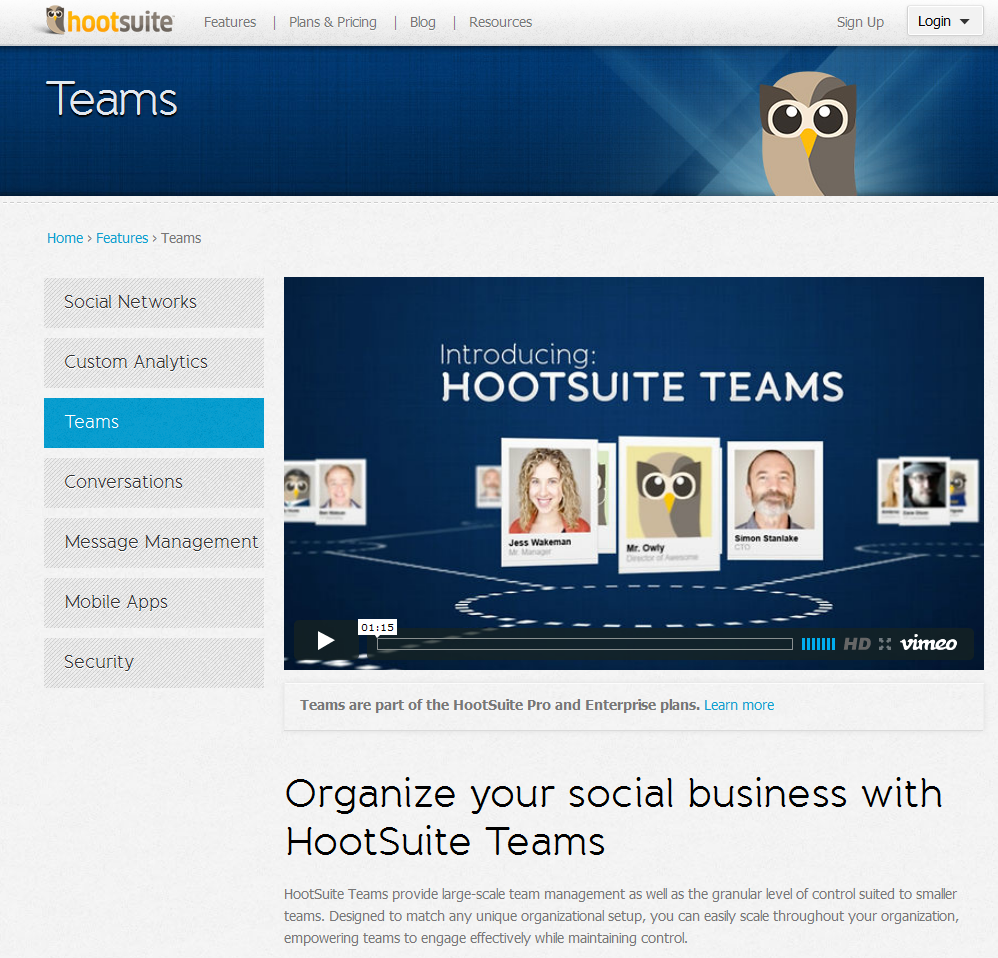 hootsuite
Features | Plans & Pricing | Blog | Resources
Sign Up
Login
Teams
Home › Features › Teams
Social Networks
Custom Analytics
Teams
Conversations
Message Management
Mobile Apps
Security
Introducing:
HOOTSUITE TEAMS
Jess Wakeman
Mr. Manager
Mr. Owly
Director of Awesome
Simon Stanlake
CTO
01:15
HD
vimeo
Teams are part of the HootSuite Pro and Enterprise plans. Learn more
Organize your social business with
HootSuite Teams
HootSuite Teams provide large-scale team management as well as the granular level of control suited to smaller
teams. Designed to match any unique organizational setup, you can easily scale throughout your organization,
empowering teams to engage effectively while maintaining control.